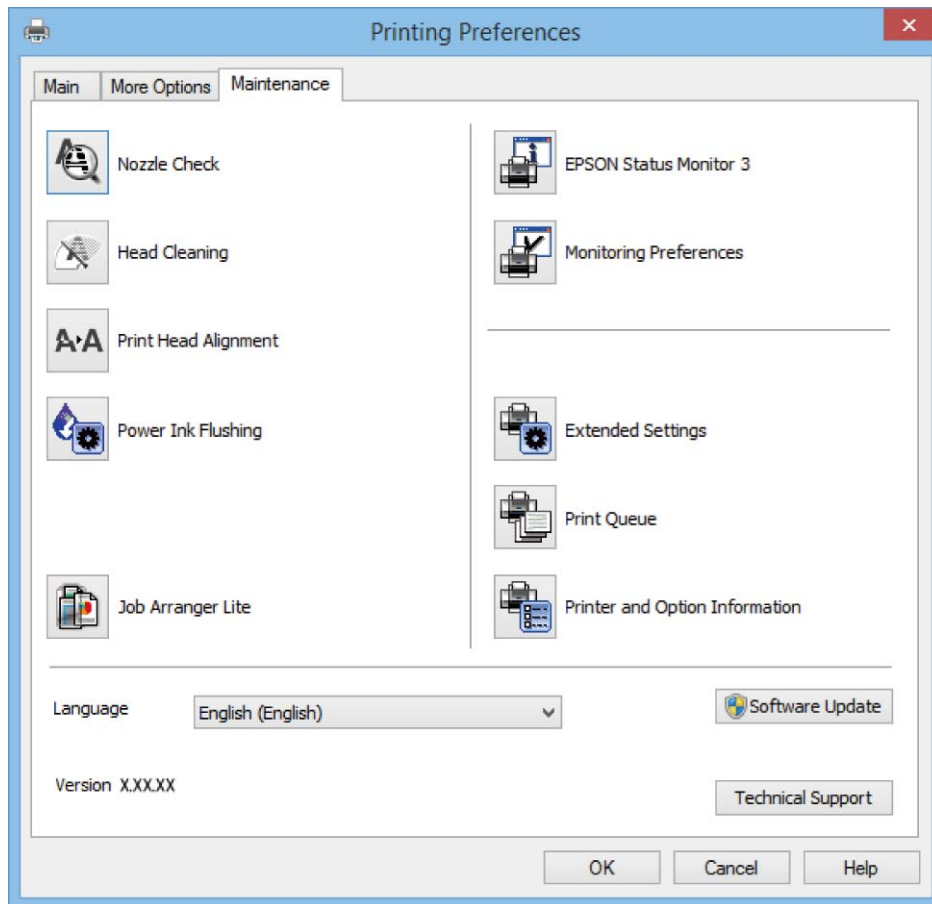 Printing Preferences
Main
More Options
Maintenance
Nozzle Check
EPSON Status Monitor 3
Head Cleaning
Monitoring Preferences
A·A Print Head Alignment
Power Ink Flushing
Extended Settings
Print Queue
Job Arranger Lite
Printer and Option Information
Language
English (English)
Software Update
Version X.XX.XX
Technical Support
OK
Cancel
Help